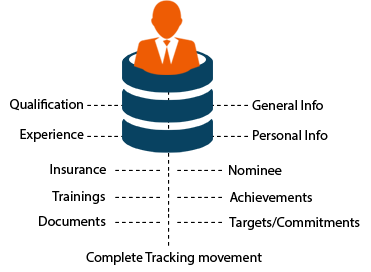 Qualification
General Info
Experience
Personal Info
Insurance
Nominee
Trainings
Achievements
Documents
Targets/Commitments
Complete Tracking movement